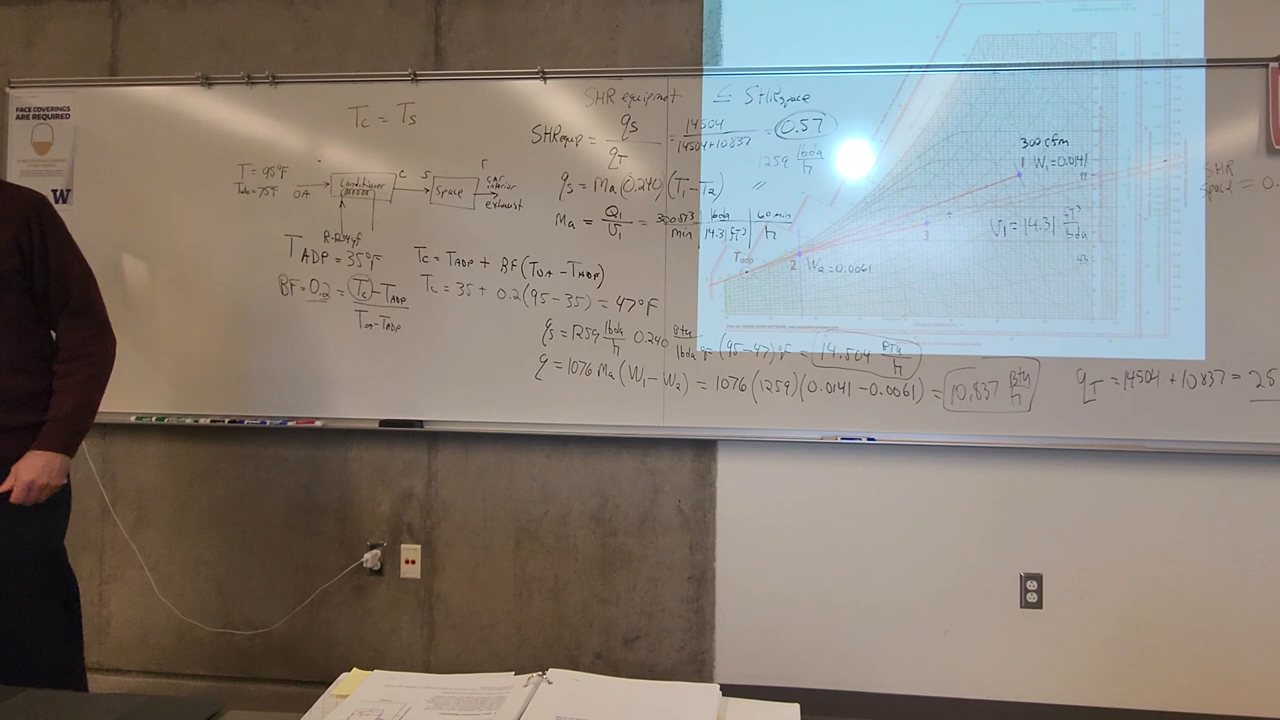 FACE COVERINGS
ARE REQUIRED
W
Tc = Ts
T = 95°F
Twb = 75°F
OA
Conditioner
C
S
Space
r
car
interior
exhaust
R-1234yf
TADP = 35°F
BF = 0.2 = Tc - TADP / TOA - TADP
Tc = TADP + BF(TOA - TADP)
Tc = 35 + 0.2(95 - 35) = 47°F
SHR equipment ≤ SHRspace
SHRequip = qs / qT = 14504 / 14504+10837 = 0.57
1259 lbda / h
qs = Ma(0.240)(T1 - T2) "
Ma = Q1 / v1 = 300 ft³ / min | lbda / 14.31 ft³ | 60 min / h
qs = 1259 lbda / h 0.240 Btu / lbda °F (95-47)°F = 14,504 BTu / h
q = 1076 Ma(W1 - W2) = 1076(1259)(0.0141 - 0.0061) = 10,837 Btu / h
qT = 14504 + 10837 = 25
300 cfm
1 W1 = 0.0141
v1 = 14.31 ft³ / lbda
3
Tadp
2 W2 = 0.0061
SHR
space = 0.